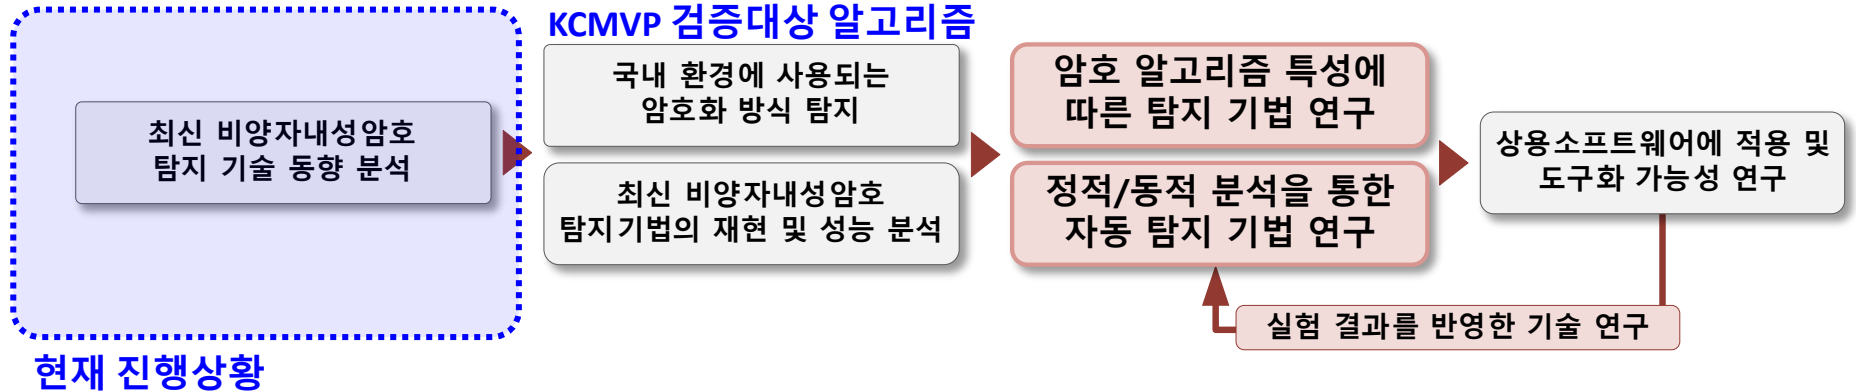 KCMVP 검증대상 알고리즘
최신 비양자내성암호
탐지 기술 동향 분석
국내 환경에 사용되는
암호화 방식 탐지
최신 비양자내성암호
탐지기법의 재현 및 성능 분석
암호 알고리즘 특성에
따른 탐지 기법 연구
정적/동적 분석을 통한
자동 탐지 기법 연구
상용소프트웨어에 적용 및
도구화 가능성 연구
실험 결과를 반영한 기술 연구
현재 진행상황